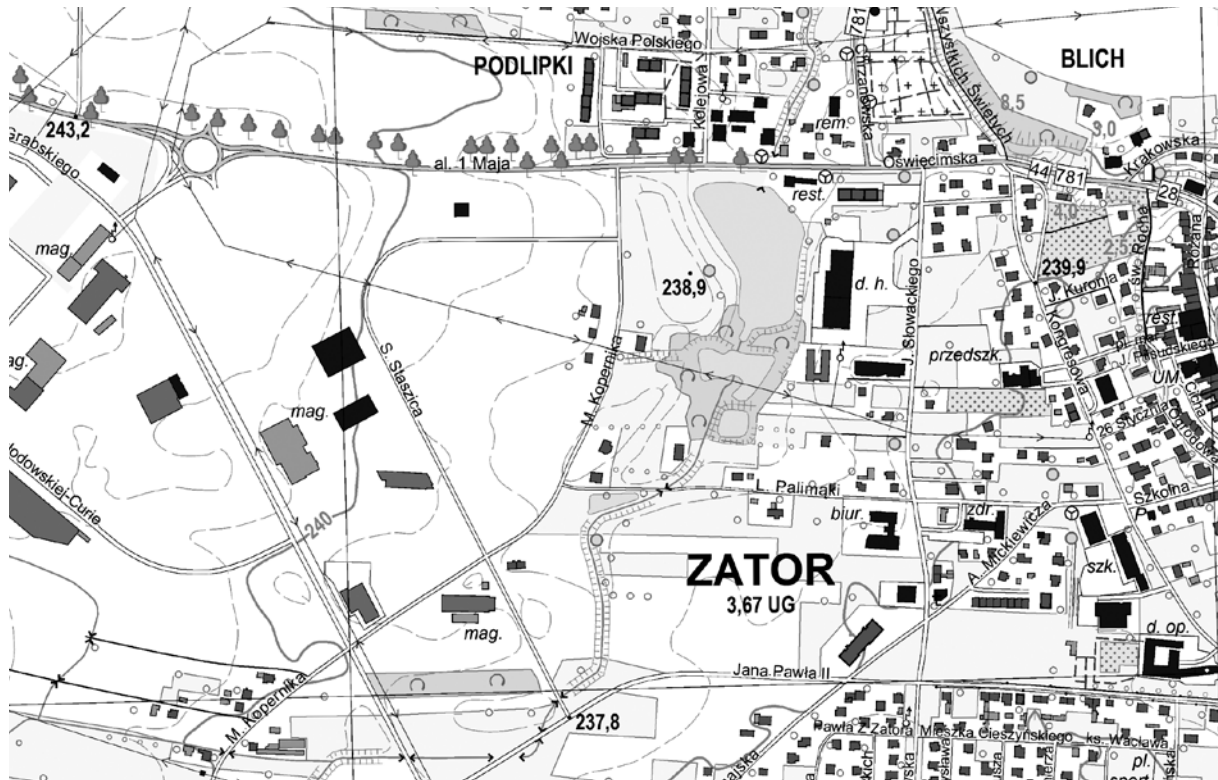 Wojska Polskiego
781
PODLIPKI
Kolejowa
Chrzanowska
Wszystkich Świętych
BLICH
8,5
3,0
243,2
Grabskiego
rem.
al. 1 Maja
Oświęcimska
44-781
Krakowska
28
rest.
4,0
2,5
św. Rocha
Różana
mag.
238,9
d. h.
239,9
J. Kuronia
rest.
J. Słowackiego
Kongresowa
przedszk.
J. Piłsudskiego
mag.
S. Staszica
M. Kopernika
UM
Cicha
26 Stycznia
Ogrodowa
L. Palimąki
Szkolna
240
biur.
zdr.
A. Mickiewicza
P.
ZATOR
3,67 UG
szk.
mag.
d. op.
Jana Pawła II
M. Kopernika
237,8
Pawła Z Zatora
Mieszka Cieszyńskiego
ks. Wacława
pl.